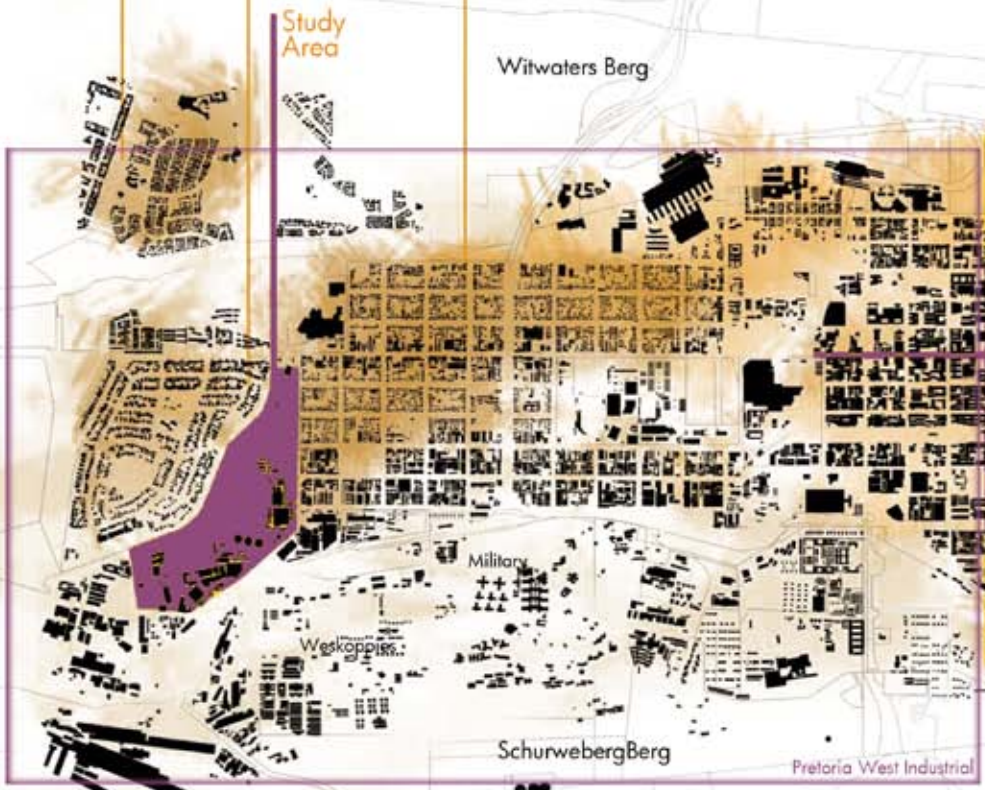 Study
Area
Witwaters Berg
Military
Weskoppies
SchurwebergBerg
Pretoria West Industrial